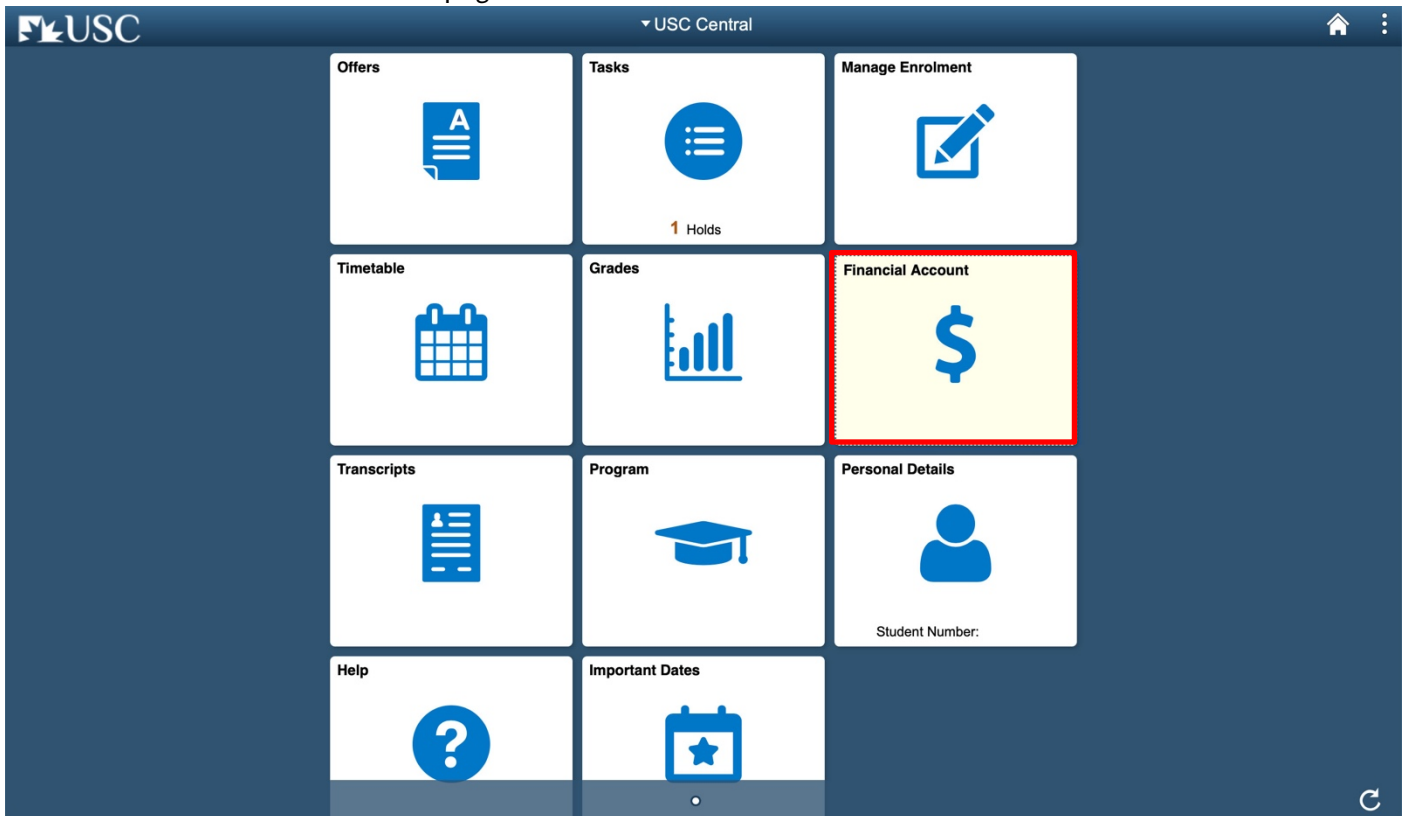 USC
USC Central
Offers
Tasks
Manage Enrolment
A
1 Holds
Timetable
Grades
Financial Account
$
Transcripts
Program
Personal Details
Student Number:
Help
Important Dates
?